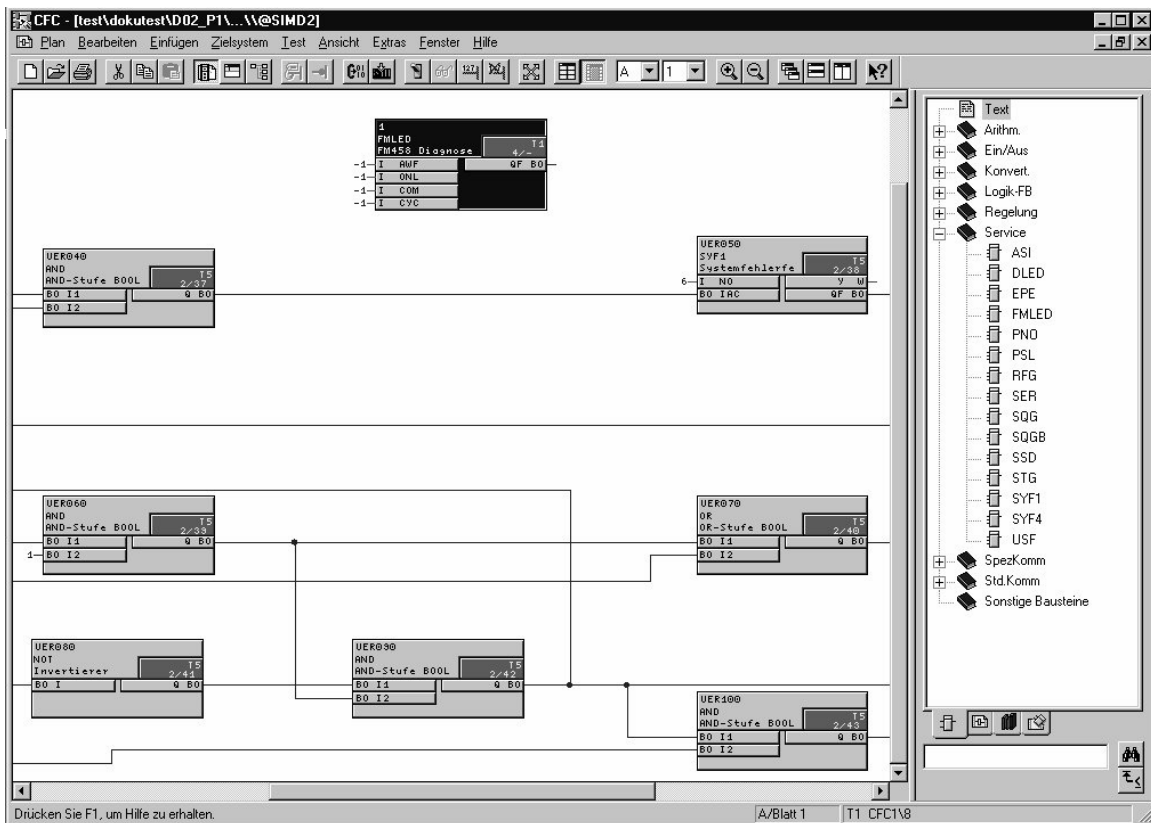 CFC - [test\dokutest\D02_P1\...\\@SIMD2]
Plan Bearbeiten Einfügen Zielsystem Test Ansicht Extras Fenster Hilfe
A 1
1
FMLED
FM458 Diagnose
T1
4/-
-1 I AWF QF BO
-1 I ONL
-1 I COM
-1 I CYC
VER040
AND
AND-Stufe BOOL
T5
2/37
BO I1 Q BO
BO I2
VER050
SYF1
Systemfehlerfe
T5
2/38
6 I NO Y W
BO IAC QF BO
VER060
AND
AND-Stufe BOOL
T5
2/39
BO I1 Q BO
1 BO I2
VER070
OR
OR-Stufe BOOL
T5
2/40
BO I1 Q BO
BO I2
VER080
NOT
Invertierer
T5
2/41
BO I Q BO
VER090
AND
AND-Stufe BOOL
T5
2/42
BO I1 Q BO
BO I2
VER100
AND
AND-Stufe BOOL
T5
2/43
BO I1 Q BO
BO I2
Text
Arithm.
Ein/Aus
Konvert.
Logik-FB
Regelung
Service
ASI
DLED
EPE
FMLED
PNO
PSL
RFG
SER
SQG
SQGB
SSD
STG
SYF1
SYF4
USF
SpezKomm
Std.Komm
Sonstige Bausteine
Drücken Sie F1, um Hilfe zu erhalten.
A/Blatt 1
T1 CFC1\8